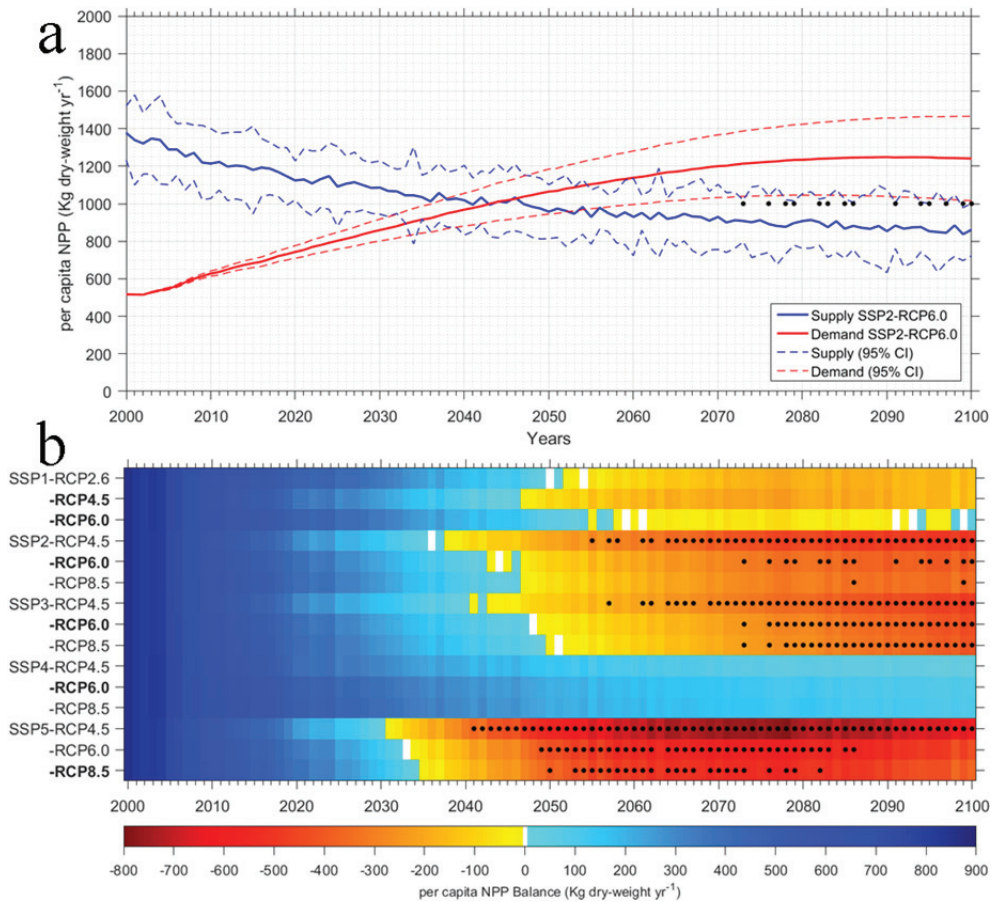 a
2000
1800
1600
1400
1200
1000
800
600
400
200
0
per capita NPP (Kg dry-weight yr⁻¹)
Supply SSP2-RCP6.0
Demand SSP2-RCP6.0
Supply (95% CI)
Demand (95% CI)
2000 2010 2020 2030 2040 2050 2060 2070 2080 2090 2100
Years
b
SSP1-RCP2.6
-RCP4.5
-RCP6.0
SSP2-RCP4.5
-RCP6.0
-RCP8.5
SSP3-RCP4.5
-RCP6.0
-RCP8.5
SSP4-RCP4.5
-RCP6.0
-RCP8.5
SSP5-RCP4.5
-RCP6.0
-RCP8.5
2000 2010 2020 2030 2040 2050 2060 2070 2080 2090 2100
-800 -700 -600 -500 -400 -300 -200 -100 0 100 200 300 400 500 600 700 800 900
per capita NPP Balance (Kg dry-weight yr⁻¹)